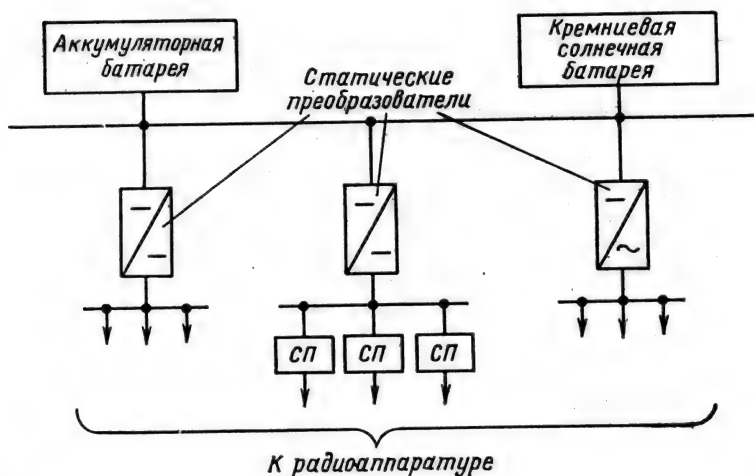 Аккумуляторная
батарея
Кремниевая
солнечная
батарея
Статические
преобразователи
СП
СП
СП
К радиоаппаратуре